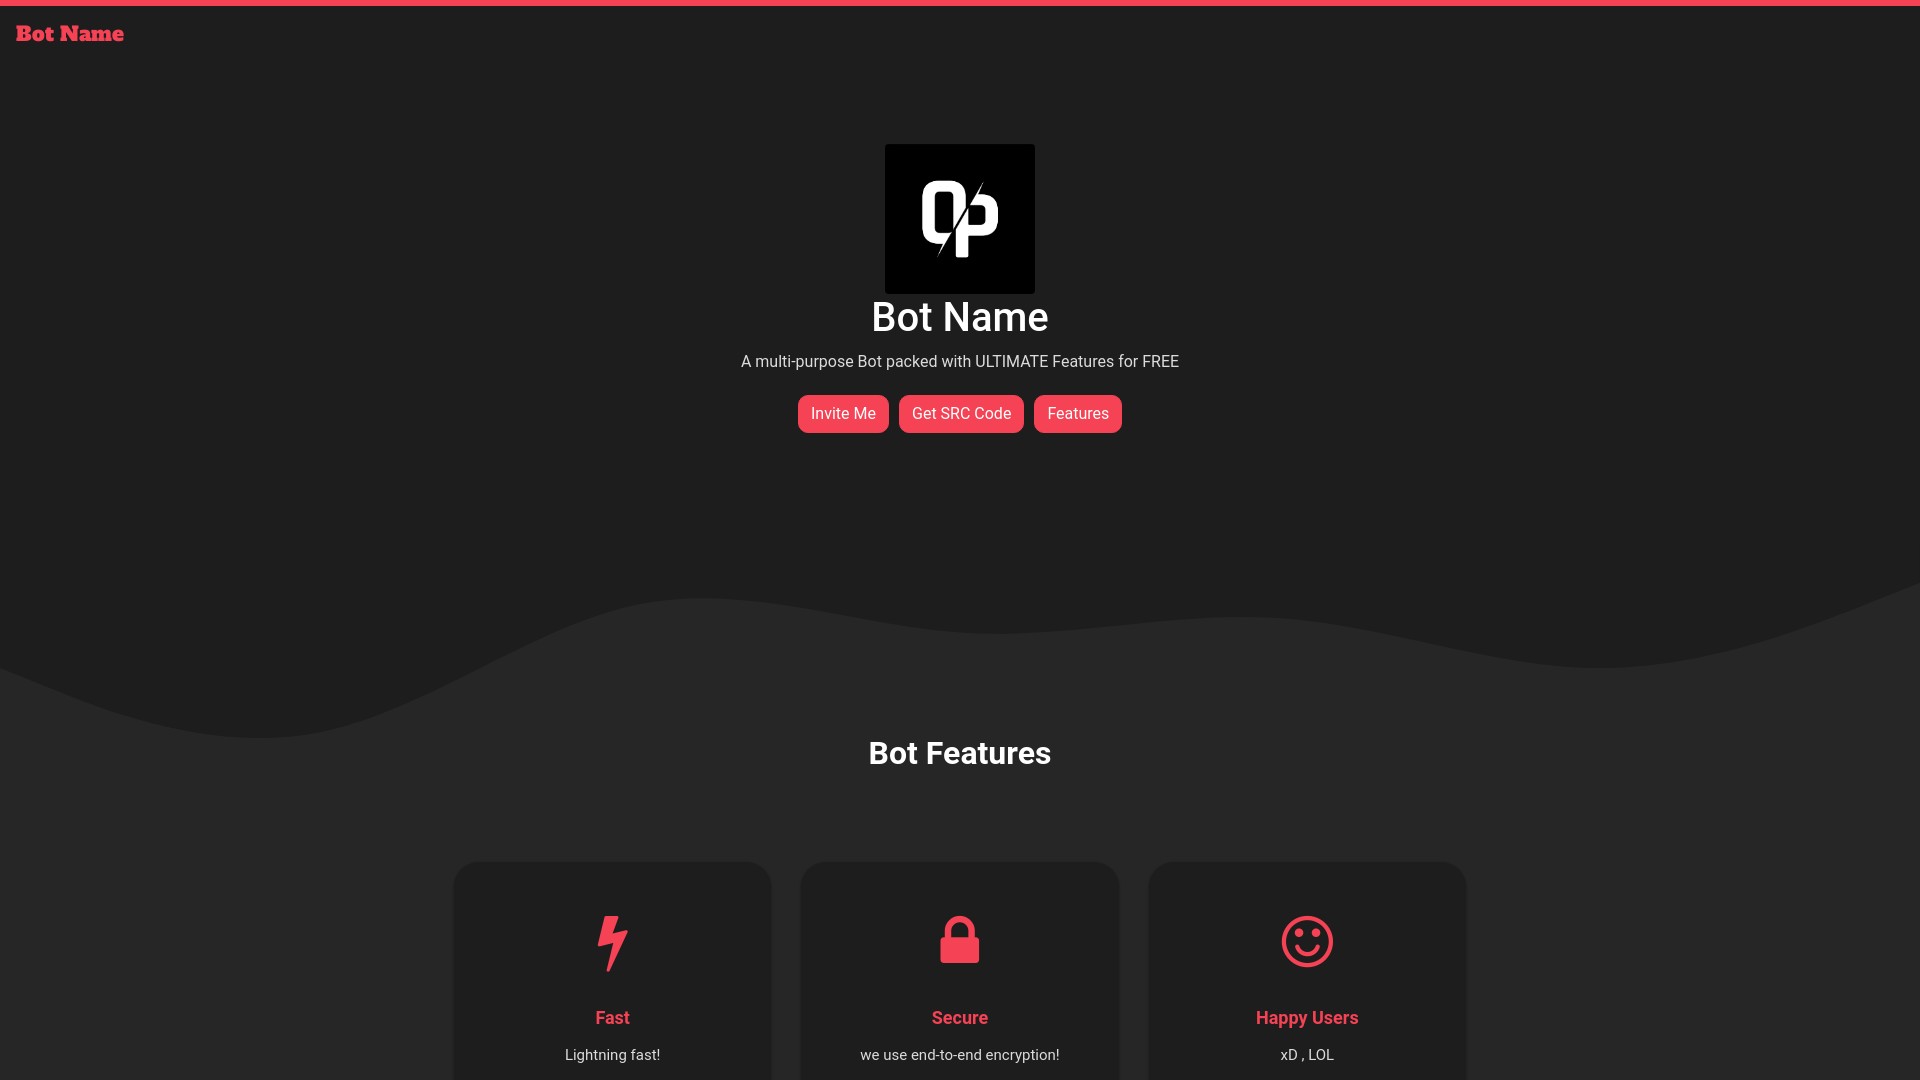 Bot Name
Op
Bot Name
A multi-purpose Bot packed with ULTIMATE Features for FREE
Invite Me
Get SRC Code
Features
Bot Features
Fast
Secure
Happy Users
Lightning fast!
we use end-to-end encryption!
xD , LOL